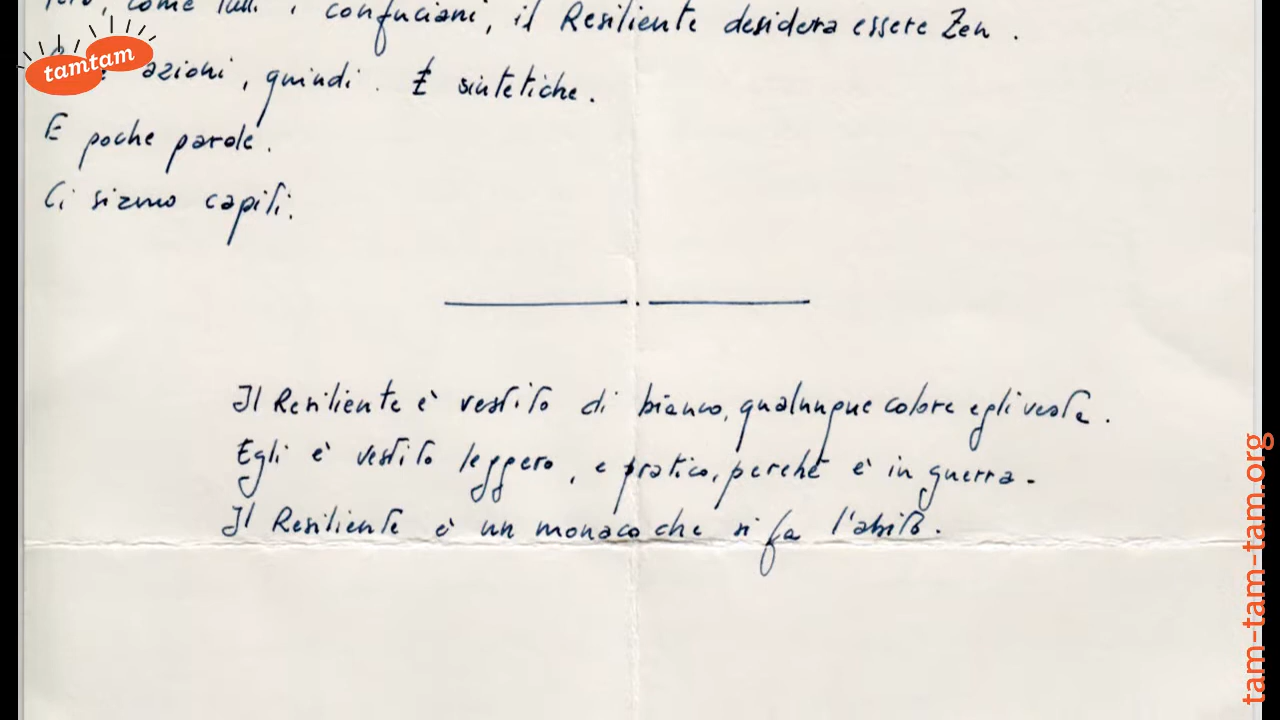 come tutti i confuciani, il Resiliente desidera essere Zen.
tamtam
azioni, quindi. E sintetiche.
E poche parole.
Ci siamo capiti.
Il Resiliente è vestito di bianco, qualunque colore egli veste.
Egli è vestito leggero, e pratico, perché è in guerra.
Il Resiliente è un monaco che si fa l'abito.
tam-tam-tam.org